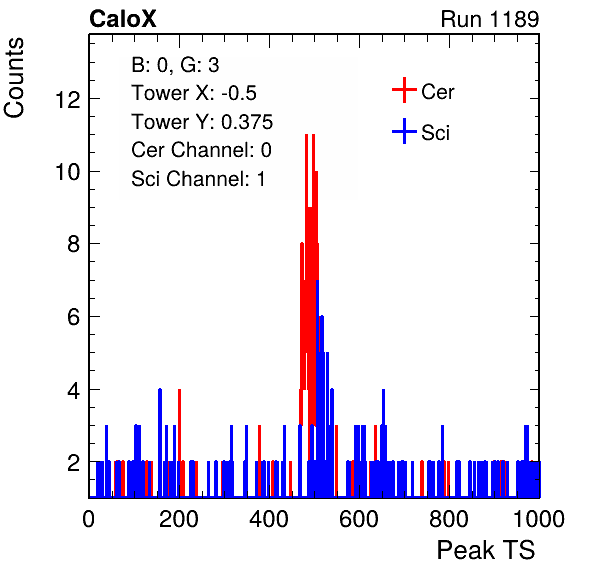 CaloX Run 1189
Counts
B: 0, G: 3
Tower X: -0.5
Tower Y: 0.375
Cer Channel: 0
Sci Channel: 1
Cer
Sci
12
10
8
6
4
2
0 200 400 600 800 1000
Peak TS